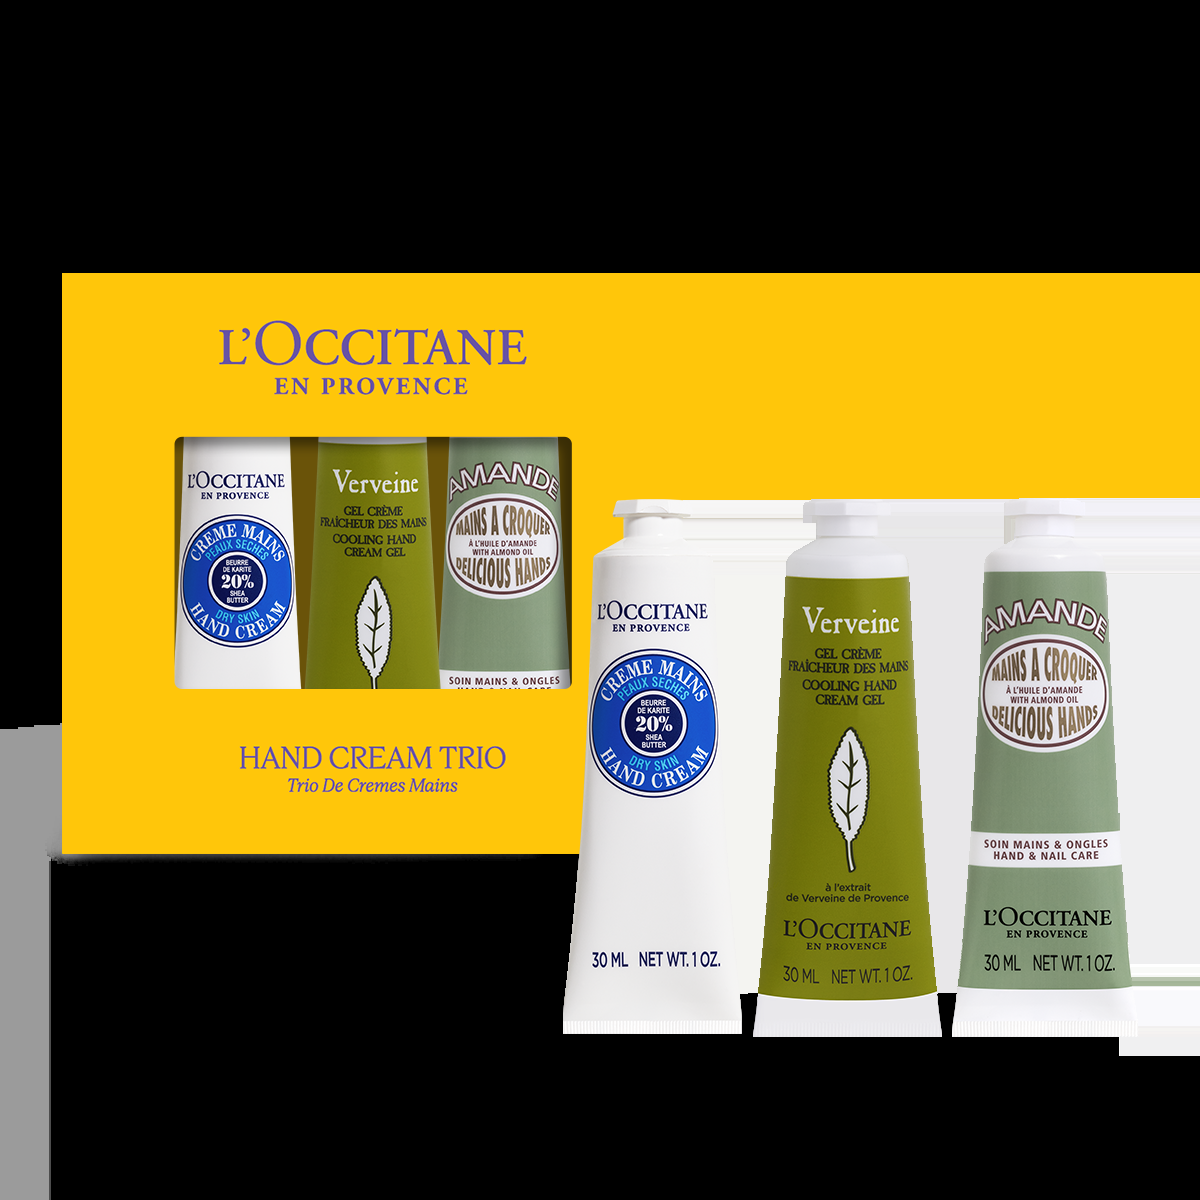 L'OCCITANE
EN PROVENCE
L'OCCITANE
EN PROVENCE
CREME MAINS
PEAUX SECHES
BEURRE
DE KARITE
20%
SHEA
BUTTER
DRY SKIN
HAND CREAM
Verveine
GEL CRÈME
FRAÎCHEUR DES MAINS
COOLING HAND
CREAM GEL
AMANDE
MAINS A CROQUER
À L'HUILE D'AMANDE
WITH ALMOND OIL
DELICIOUS HANDS
SOIN MAINS & ONGLES
HAND & NAIL CARE
HAND CREAM TRIO
Trio De Cremes Mains
L'OCCITANE
EN PROVENCE
CREME MAINS
PEAUX SECHES
BEURRE
DE KARITE
20%
SHEA
BUTTER
DRY SKIN
HAND CREAM
30 ML NET WT. 1 OZ.
Verveine
GEL CRÈME
FRAÎCHEUR DES MAINS
COOLING HAND
CREAM GEL
à l'extrait
de Verveine de Provence
L'OCCITANE
EN PROVENCE
30 ML NET WT. 1 OZ.
AMANDE
MAINS A CROQUER
À L'HUILE D'AMANDE
WITH ALMOND OIL
DELICIOUS HANDS
SOIN MAINS & ONGLES
HAND & NAIL CARE
L'OCCITANE
EN PROVENCE
30 ML NET WT. 1 OZ.